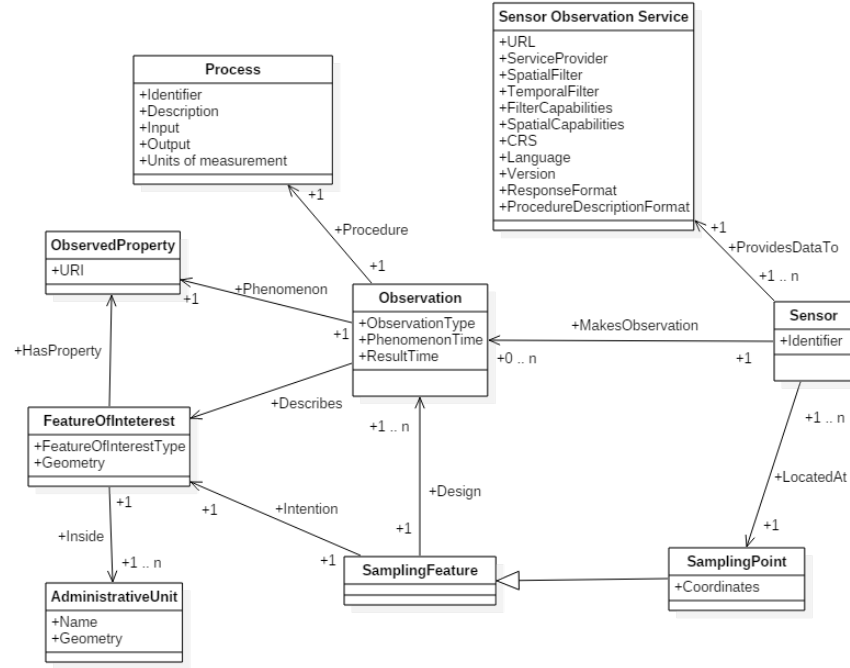 Sensor Observation Service
+URL
+ServiceProvider
+SpatialFilter
+TemporalFilter
+FilterCapabilities
+SpatialCapabilities
+CRS
+Language
+Version
+ResponseFormat
+ProcedureDescriptionFormat
Process
+Identifier
+Description
+Input
+Output
+Units of measurement
+1
+Procedure
+1
+1
+ProvidesDataTo
+1 .. n
ObservedProperty
+URI
+1
+Phenomenon
+1
Observation
+ObservationType
+PhenomenonTime
+ResultTime
Sensor
+Identifier
+MakesObservation
+0 .. n
+1
+HasProperty
+Describes
FeatureOfInteterest
+FeatureOfInterestType
+Geometry
+1 .. n
+Design
+1
+1 .. n
+LocatedAt
+1
+1
+Intention
+1
+1
+Inside
+1 .. n
SamplingFeature
SamplingPoint
+Coordinates
AdministrativeUnit
+Name
+Geometry